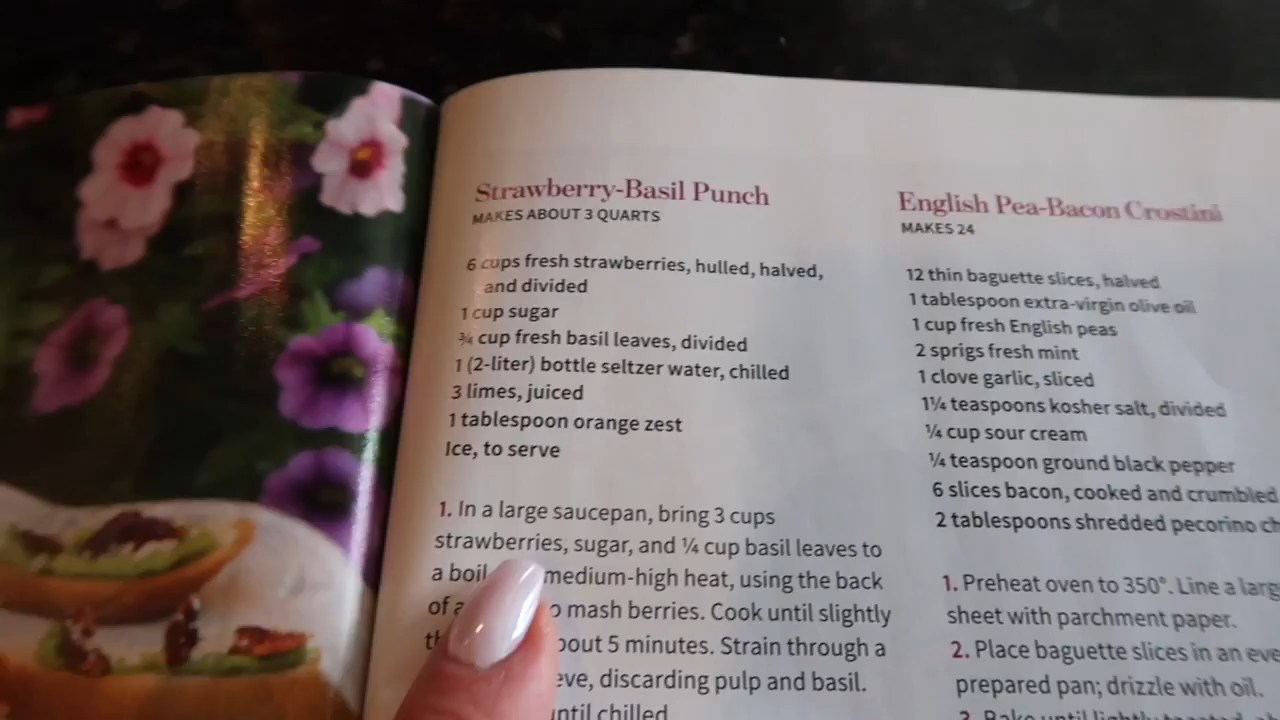 Strawberry-Basil Punch
MAKES ABOUT 3 QUARTS
6 cups fresh strawberries, hulled, halved,
and divided
1 cup sugar
¾ cup fresh basil leaves, divided
1 (2-liter) bottle seltzer water, chilled
3 limes, juiced
1 tablespoon orange zest
Ice, to serve
1. In a large saucepan, bring 3 cups
strawberries, sugar, and ¼ cup basil leaves to
a boil medium-high heat, using the back
of a to mash berries. Cook until slightly
about 5 minutes. Strain through a
discarding pulp and basil.
until chilled
English Pea-Bacon Crostini
MAKES 24
12 thin baguette slices, halved
1 tablespoon extra-virgin olive oil
1 cup fresh English peas
2 sprigs fresh mint
1 clove garlic, sliced
1¼ teaspoons kosher salt, divided
¼ cup sour cream
¼ teaspoon ground black pepper
6 slices bacon, cooked and crumbled
2 tablespoons shredded pecorino
1. Preheat oven to 350°. Line a
sheet with parchment paper.
2. Place baguette slices in an
prepared pan; drizzle with oil.
3. Bake until lightly